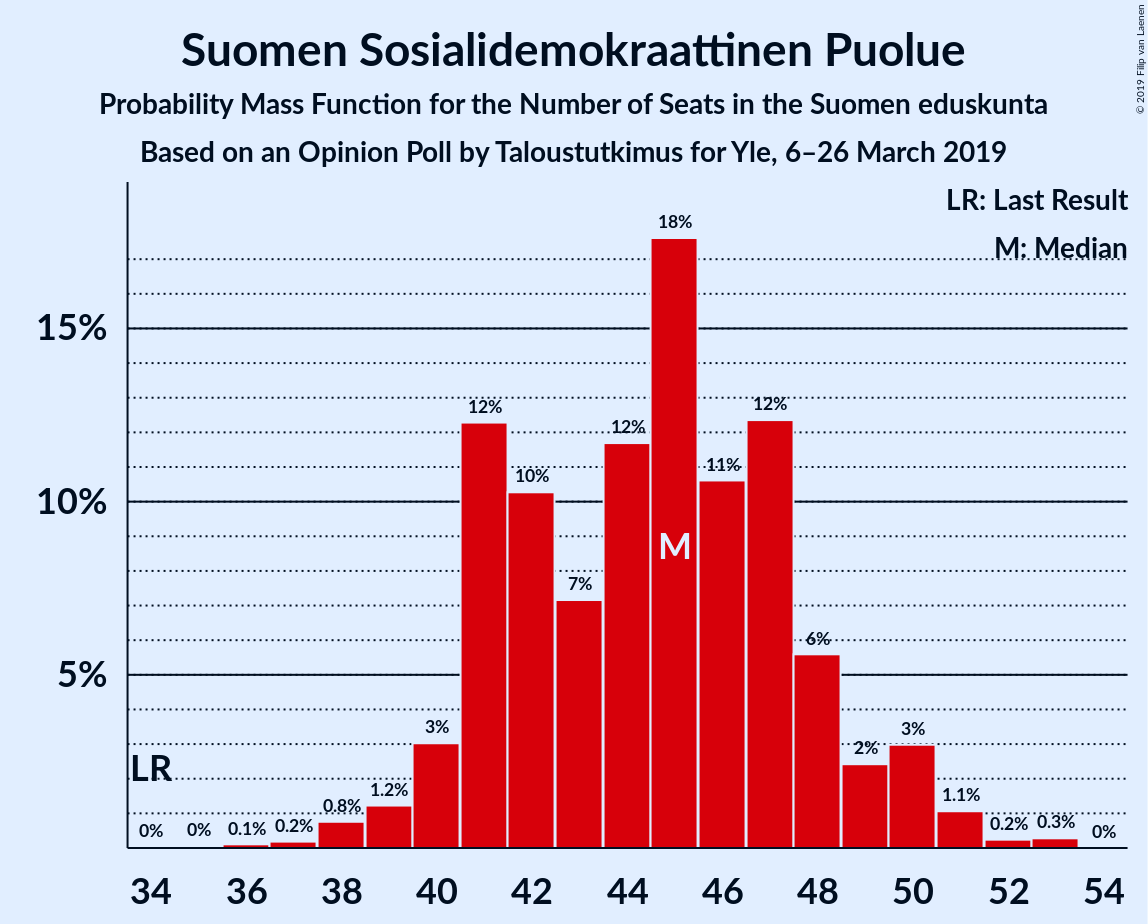 Suomen Sosialidemokraattinen Puolue
Probability Mass Function for the Number of Seats in the Suomen eduskunta
Based on an Opinion Poll by Taloustutkimus for Yle, 6–26 March 2019
© 2019 Filip van Laenen
LR: Last Result
M: Median
15%
10%
5%
LR
M
0%
0%
0.1%
0.2%
0.8%
1.2%
3%
12%
10%
7%
12%
18%
11%
12%
6%
2%
3%
1.1%
0.2%
0.3%
0%
34 36 38 40 42 44 46 48 50 52 54